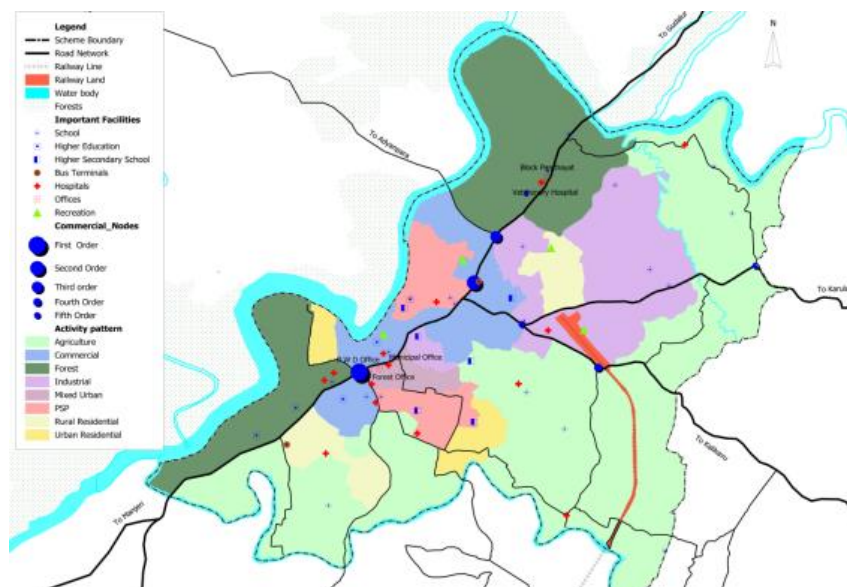 Legend
Scheme Boundary
Road Network
Railway Line
Railway Land
Water body
Forests
Important Facilities
School
Higher Education
Higher Secondary School
Bus Terminals
Hospitals
Offices
Recreation
Commercial_Nodes
First Order
Second Order
Third order
Fourth Order
Fifth Order
Activity pattern
Agriculture
Commercial
Forest
Industrial
Mixed Urban
PSP
Rural Residential
Urban Residential
N
To Gudalur
To Adyanpara
Block Panchayat
Veterinary Hospital
To Karulai
P.W D Office
Municipal Office
Forest Office
To Manjeri